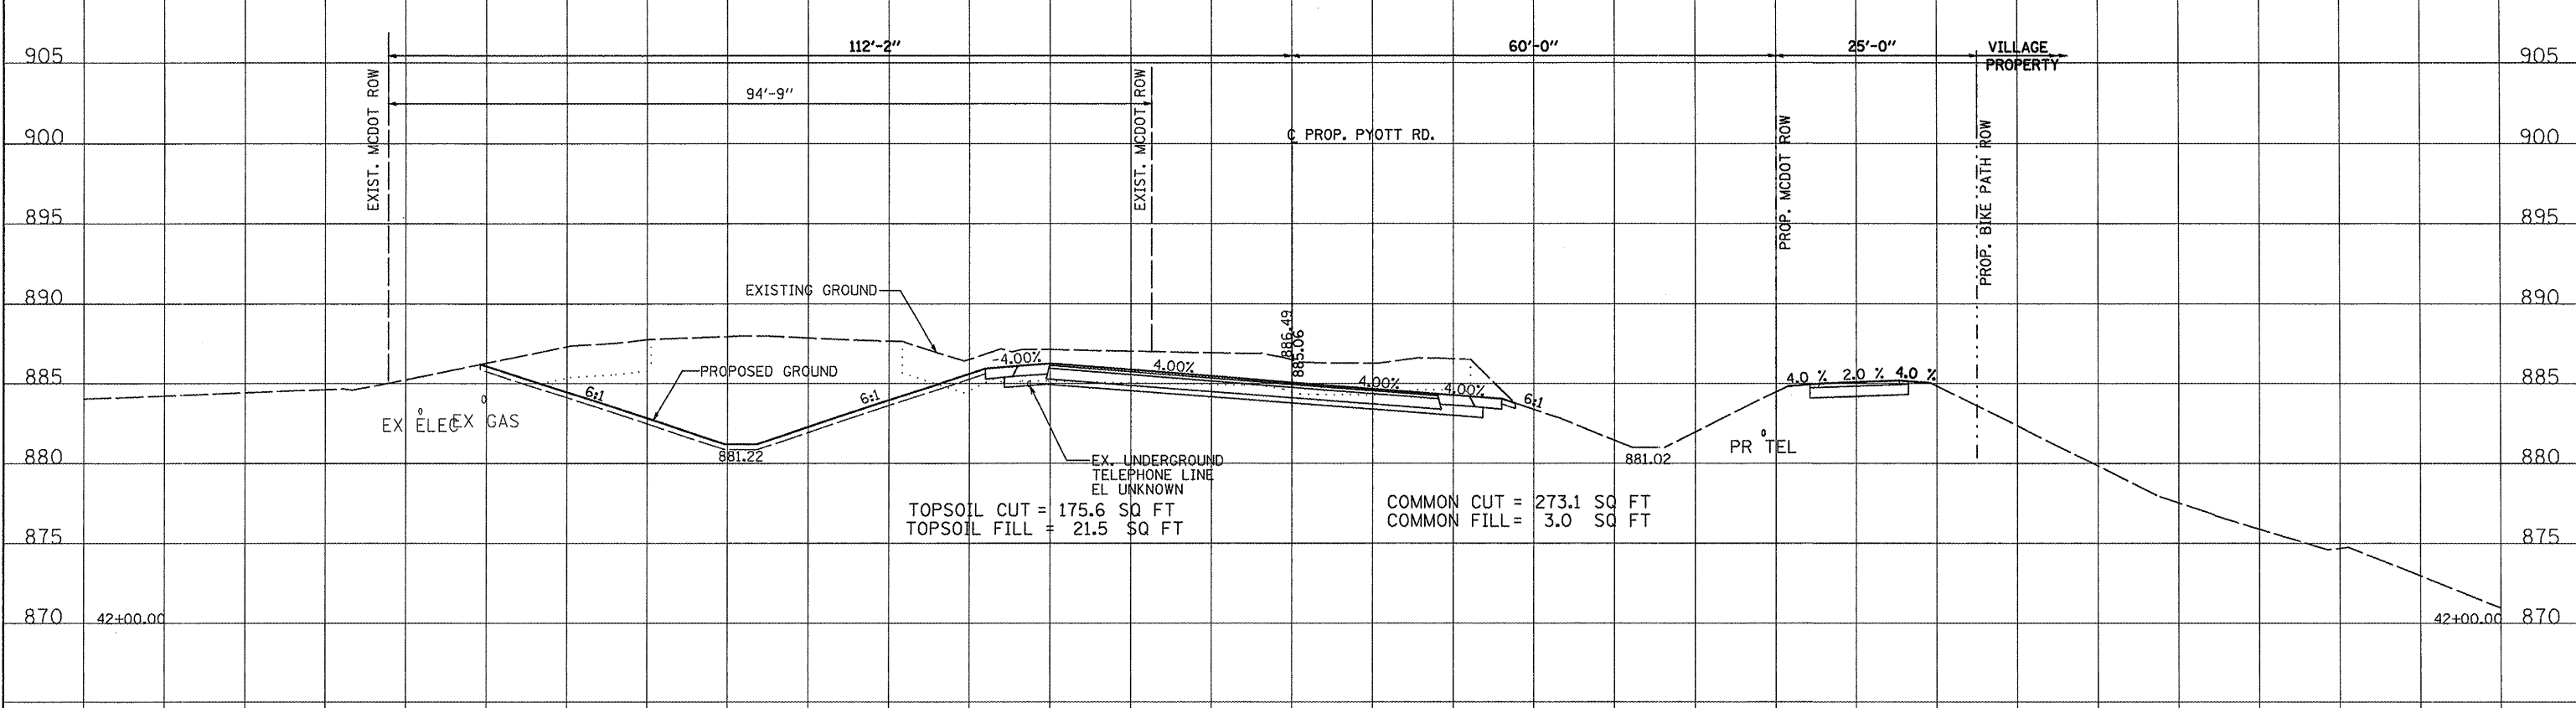 112'-2" 60'-0" 25'-0" VILLAGE PROPERTY
905 905
94'-9"
EXIST. MCDOT ROW
EXIST. MCDOT ROW
PROP. MCDOT ROW
PROP. BIKE PATH ROW
900 ℄ PROP. PYOTT RD. 900
895 895
890 890
EXISTING GROUND
886.49
885.06
-4.00% 4.00% 4.00% 4.00%
4.0 % 2.0 % 4.0 %
885 885
PROPOSED GROUND
6:1 6:1 6:1
EX ELEC EX GAS
PR TEL
880 880
881.22 881.02
EX. UNDERGROUND
TELEPHONE LINE
EL UNKNOWN
TOPSOIL CUT = 175.6 SQ FT
TOPSOIL FILL = 21.5 SQ FT
COMMON CUT = 273.1 SQ FT
COMMON FILL= 3.0 SQ FT
875 875
870 42+00.00 42+00.00 870